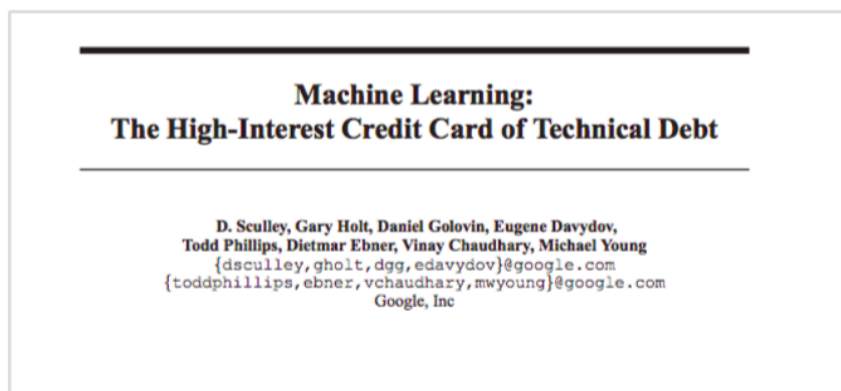 Machine Learning:
The High-Interest Credit Card of Technical Debt
D. Sculley, Gary Holt, Daniel Golovin, Eugene Davydov,
Todd Phillips, Dietmar Ebner, Vinay Chaudhary, Michael Young
{dsculley,gholt,dgg,edavydov}@google.com
{toddphillips,ebner,vchaudhary,mwyoung}@google.com
Google, Inc